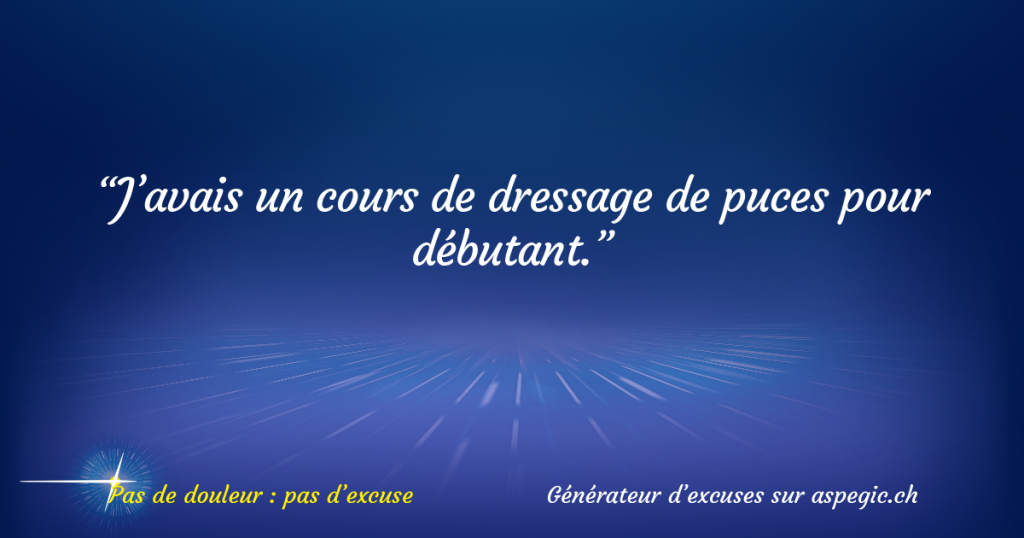 “J’avais un cours de dressage de puces pour
débutant.”
Pas de douleur : pas d’excuse
Générateur d’excuses sur aspegic.ch